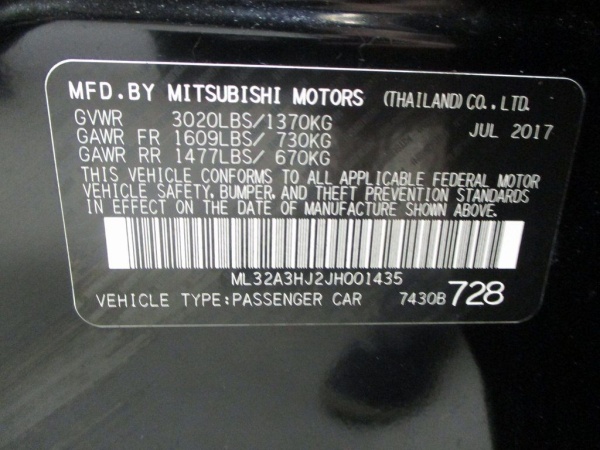 MFD. BY MITSUBISHI MOTORS (THAILAND) CO., LTD.
GVWR 3020LBS/1370KG JUL 2017
GAWR FR 1609LBS/ 730KG
GAWR RR 1477LBS/ 670KG
THIS VEHICLE CONFORMS TO ALL APPLICABLE FEDERAL MOTOR
VEHICLE SAFETY, BUMPER, AND THEFT PREVENTION STANDARDS
IN EFFECT ON THE DATE OF MANUFACTURE SHOWN ABOVE.
ML32A3HJ2JH001435
VEHICLE TYPE:PASSENGER CAR 7430B 728